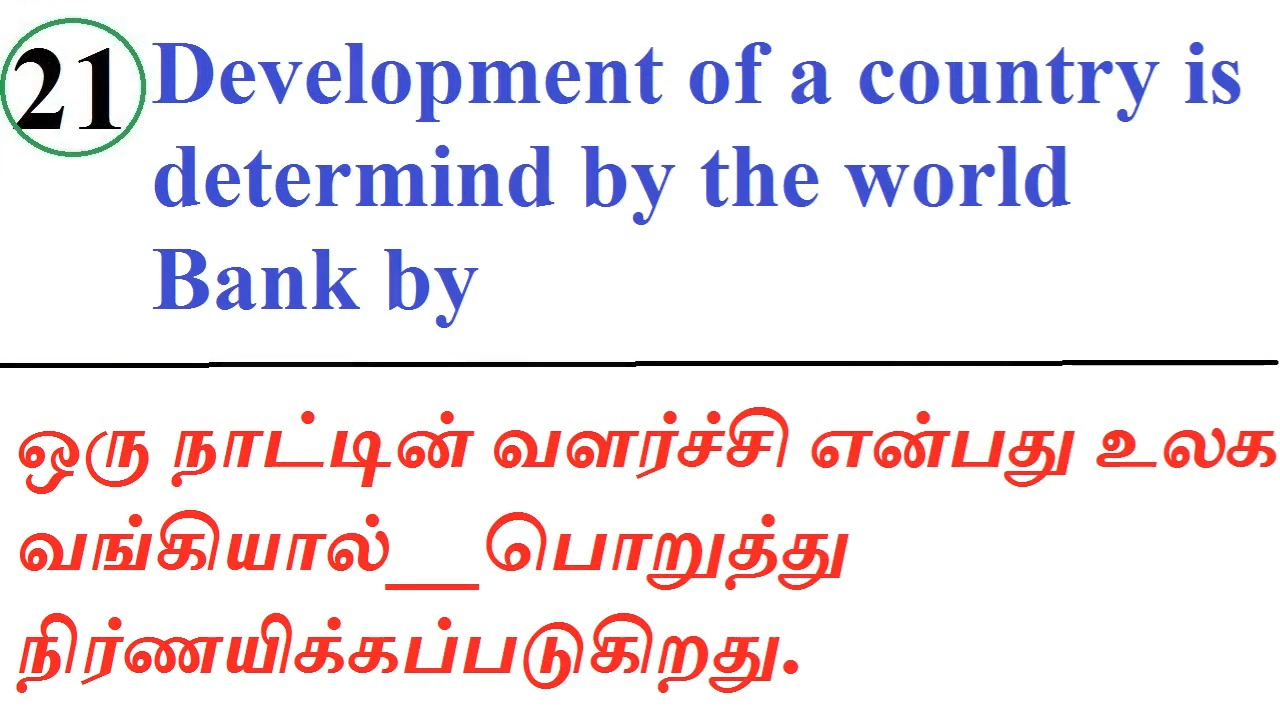 21 Development of a country is
determind by the world
Bank by
ஒரு நாட்டின் வளர்ச்சி என்பது உலக
வங்கியால்__பொறுத்து
நிர்ணயிக்கப்படுகிறது.